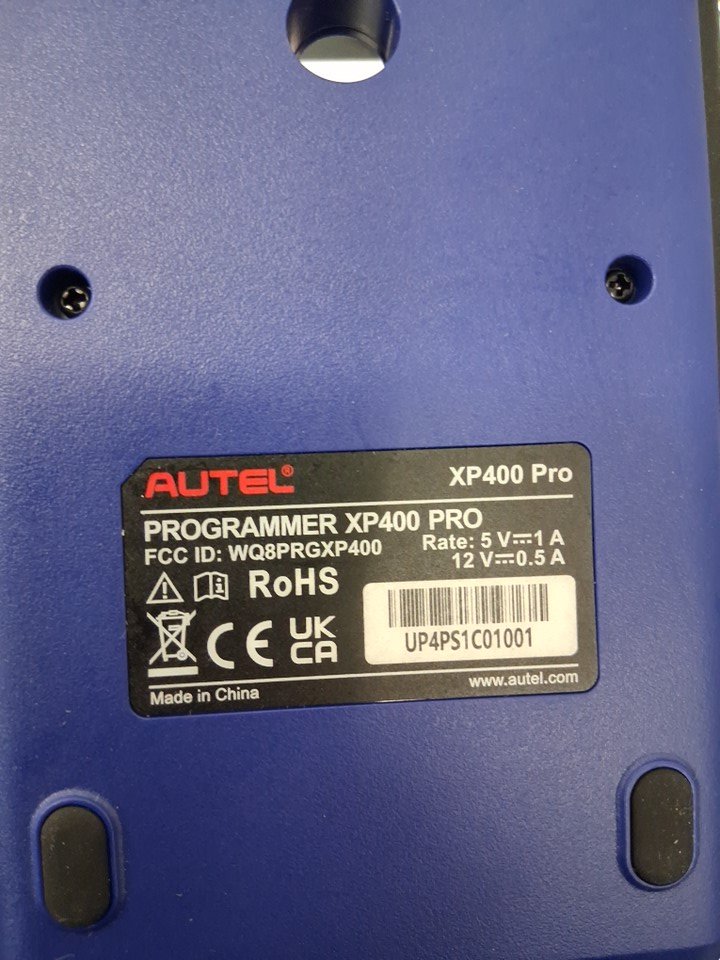 AUTEL®
XP400 Pro
PROGRAMMER XP400 PRO
FCC ID: WQ8PRGXP400
Rate: 5 V⎓1 A
12 V⎓0.5 A
RoHS
CE
UK
CA
UP4PS1C01001
Made in China
www.autel.com